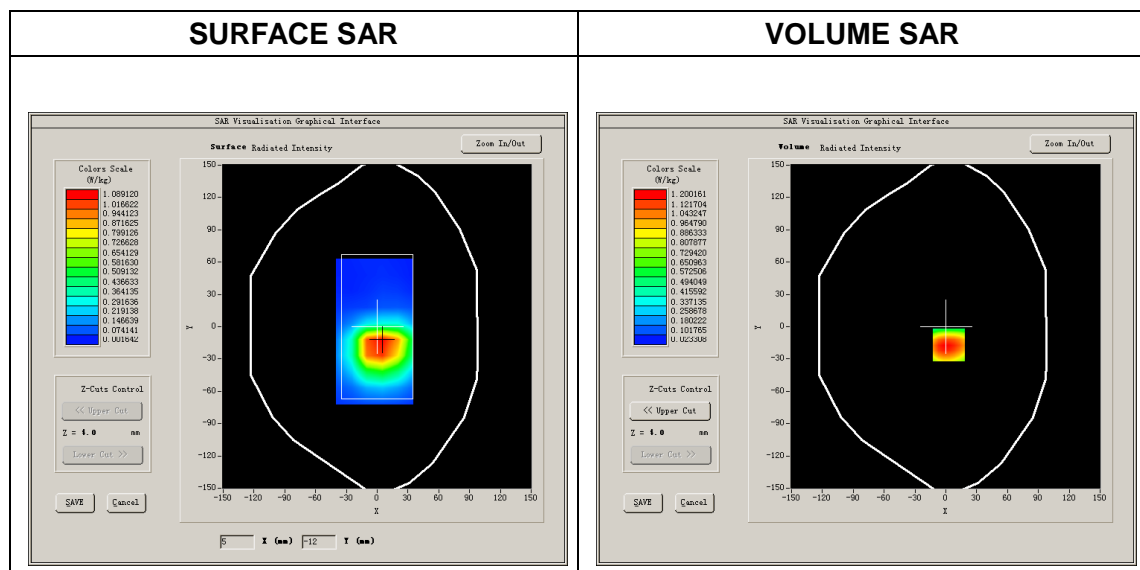 SURFACE SAR
VOLUME SAR
SAR Visualisation Graphical Interface
Surface Radiated Intensity
Zoom In/Out
Colors Scale
(W/kg)
1.089120
1.016622
0.944123
0.871625
0.799126
0.726628
0.654129
0.581630
0.509132
0.436633
0.364135
0.291636
0.219138
0.146639
0.074141
0.001642
150
120
90
60
30
0
-30
-60
-90
-120
-150
Y
-150 -120 -90 -60 -30 0 30 60 90 120 150
X
Z-Cuts Control
<< Upper Cut
Z = 4.0 mm
Lower Cut >>
SAVE Cancel
5 X (mm) -12 Y (mm)
SAR Visualisation Graphical Interface
Volume Radiated Intensity
Zoom In/Out
Colors Scale
(W/kg)
1.200161
1.121704
1.043247
0.964790
0.886333
0.807877
0.729420
0.650963
0.572506
0.494049
0.415592
0.337135
0.258678
0.180222
0.101765
0.023308
150
120
90
60
30
0
-30
-60
-90
-120
-150
Y
-150 -120 -90 -60 -30 0 30 60 90 120 150
X
Z-Cuts Control
<< Upper Cut
Z = 4.0 mm
Lower Cut >>
SAVE Cancel